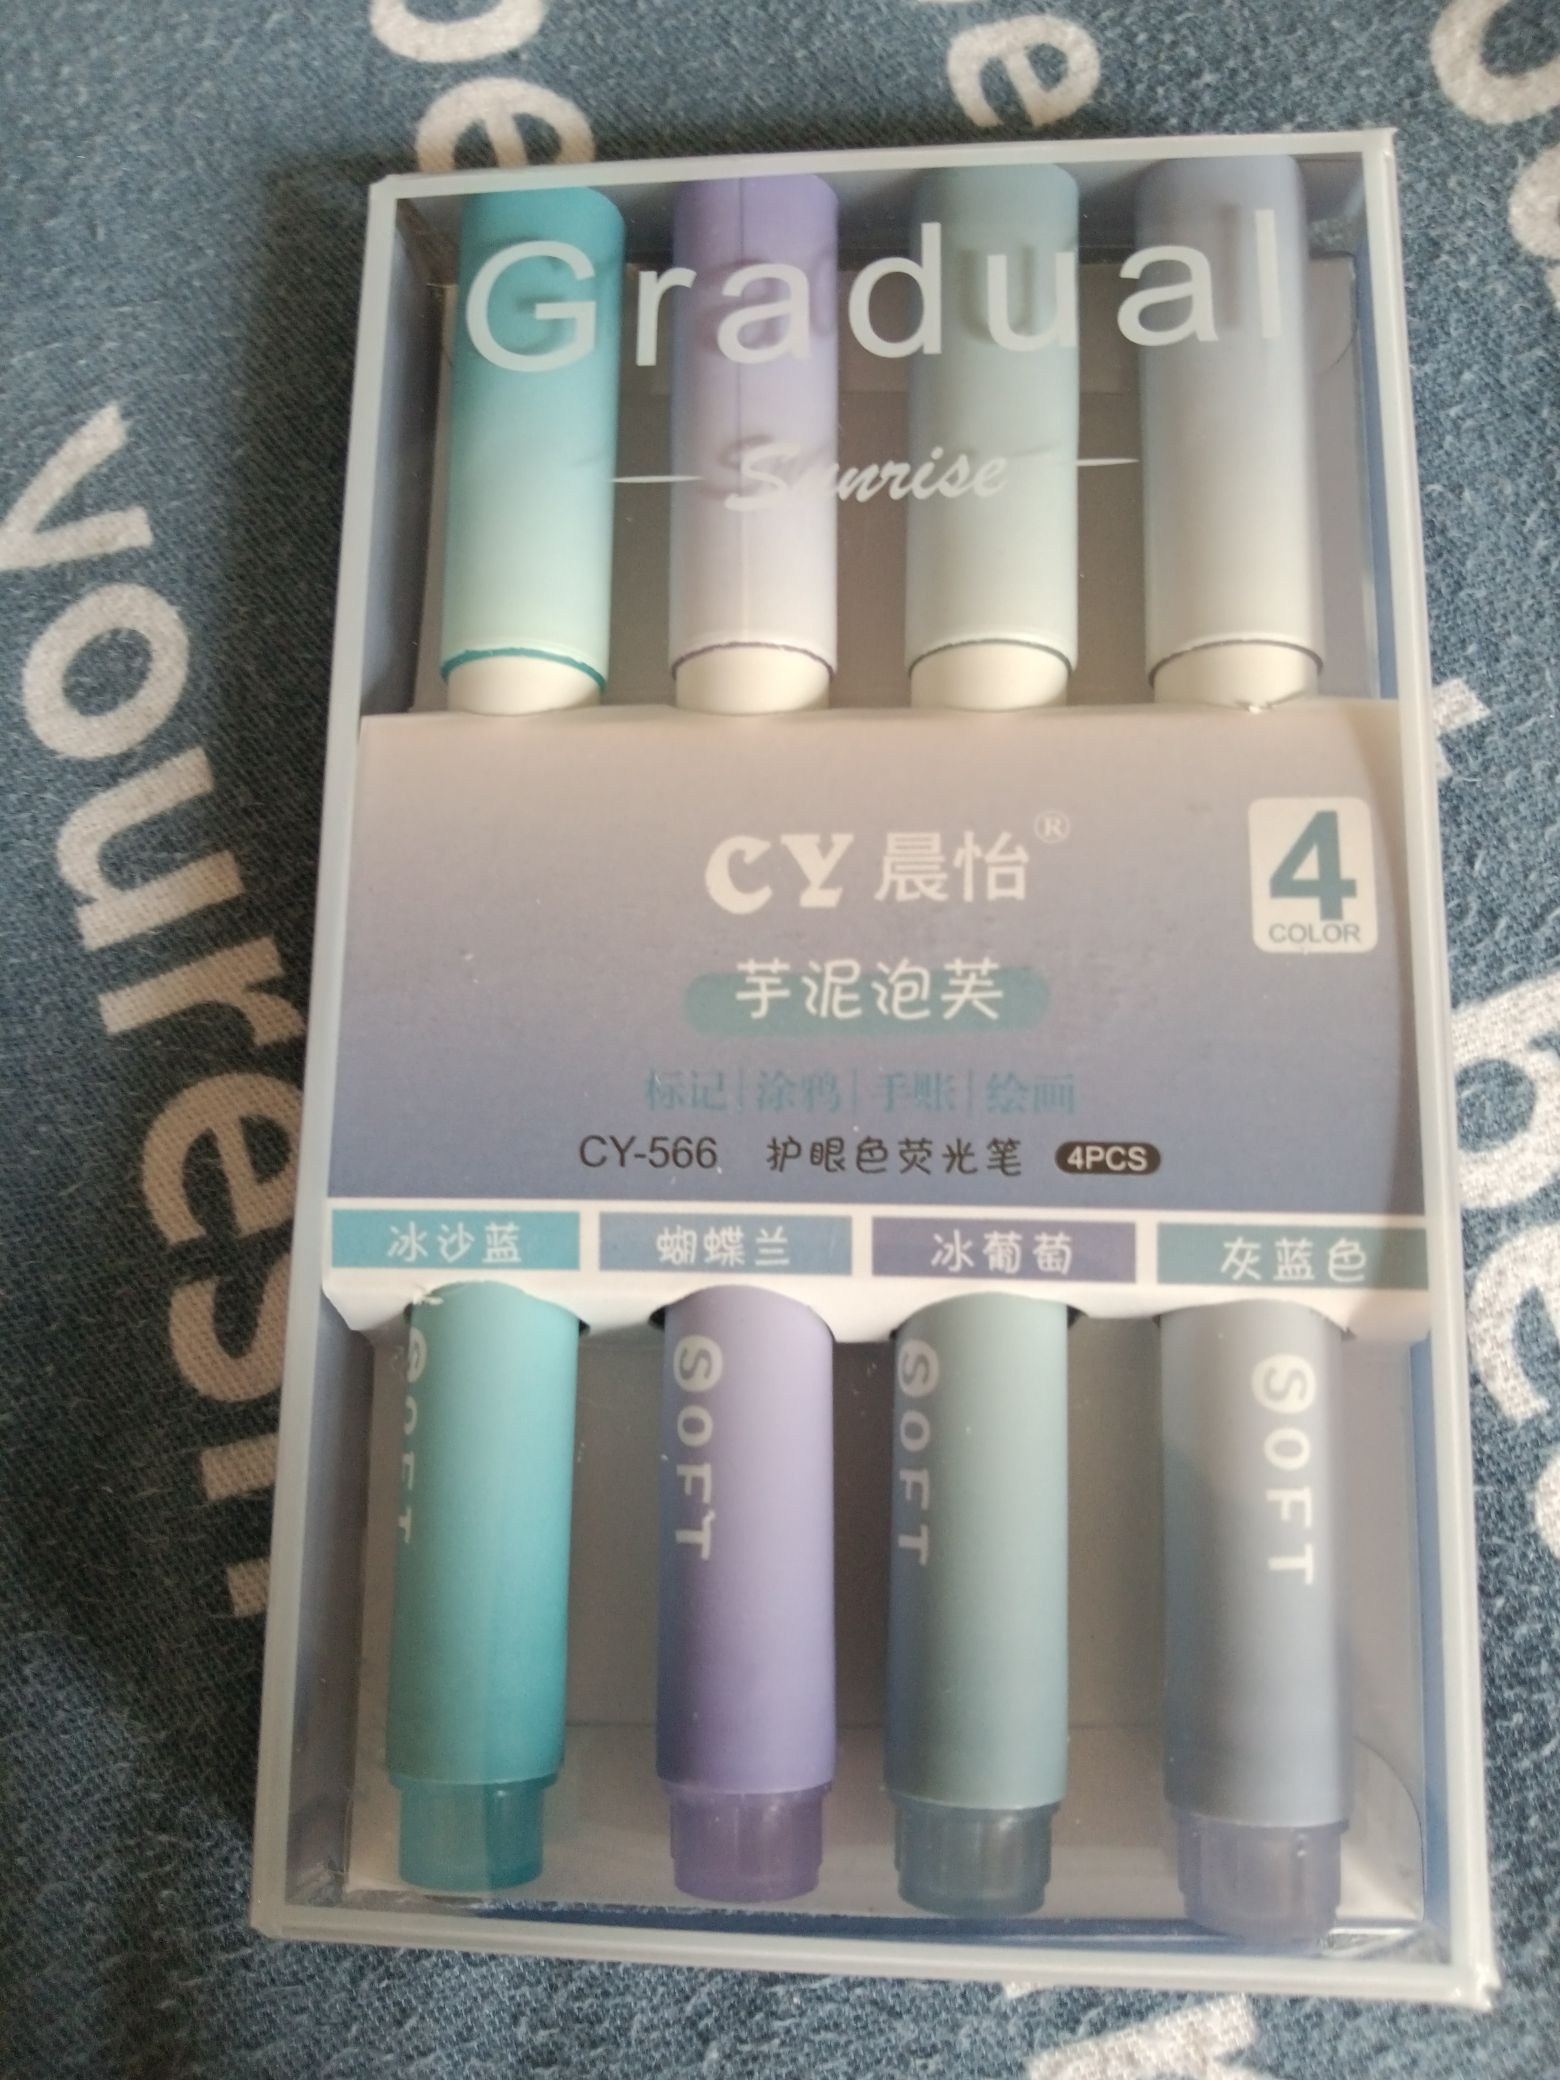 Gradual
Sunrise
CY 晨怡®
4
COLOR
芋泥泡芙
标记|涂鸦|手账|绘画
CY-566 护眼色荧光笔 4PCS
冰沙蓝 蝴蝶兰 冰葡萄 灰蓝色
SOFT SOFT SOFT SOFT
your